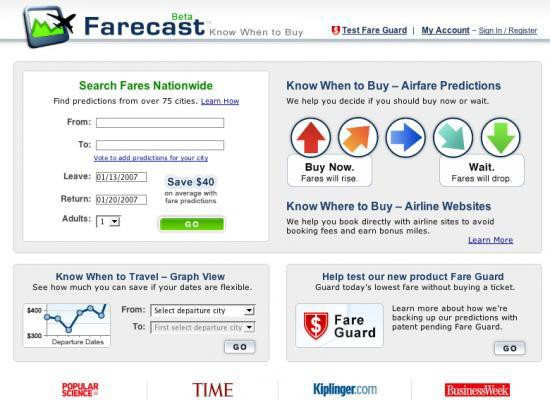 Beta
Farecast™ Know When to Buy
Test Fare Guard | My Account – Sign In / Register
Search Fares Nationwide
Find predictions from over 75 cities. Learn How
From:
To:
Vote to add predictions for your city
Leave: 01/13/2007
Return: 01/20/2007
Adults: 1
Save $40
on average with
fare predictions
GO
Know When to Buy – Airfare Predictions
We help you decide if you should buy now or wait.
Buy Now.
Fares will rise.
Wait.
Fares will drop.
Know Where to Buy – Airline Websites
We help you book directly with airline sites to avoid
booking fees and earn bonus miles.
Learn More
Know When to Travel – Graph View
See how much you can save if your dates are flexible.
$400
$300
Departure Dates
From: Select departure city
To: First select departure city
GO
Help test our new product Fare Guard
Guard today's lowest fare without buying a ticket.
Fare
Guard
Learn more about how we're
backing up our predictions with
patent pending Fare Guard.
GO
POPULAR
SCIENCE
TIME
Kiplinger.com
BusinessWeek